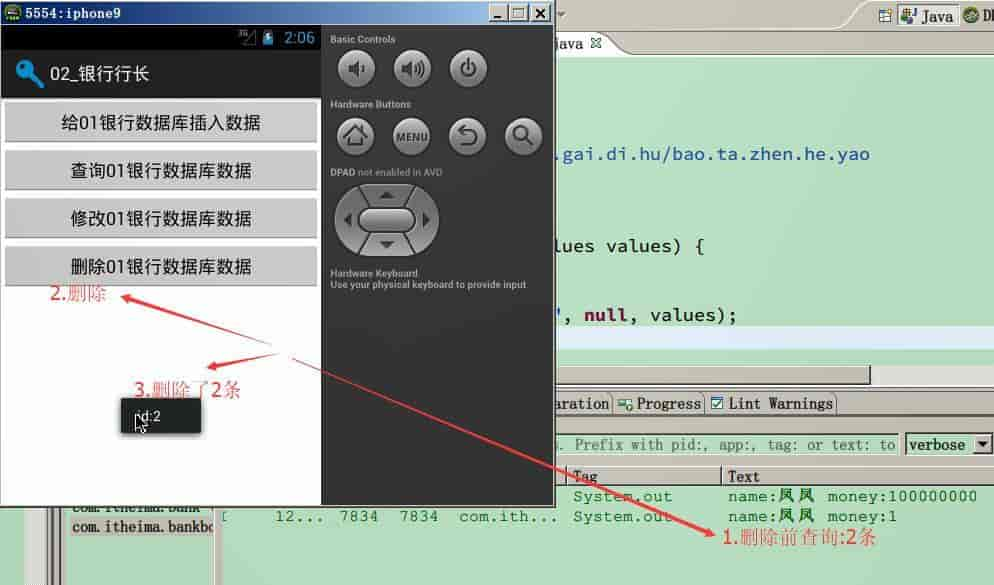 5554:iphone9
Java
3G 2:06
02_银行行长
给01银行数据库插入数据
查询01银行数据库数据
修改01银行数据库数据
删除01银行数据库数据
2.删除
3.删除了2条
id:2
Basic Controls
Hardware Buttons
MENU
DPAD not enabled in AVD
Hardware Keyboard
Use your physical keyboard to provide input
java
.gai.di.hu/bao.ta.zhen.he.yao
lues values) {
", null, values);
aration Progress Lint Warnings
. Prefix with pid:, app:, tag: or text: to verbose
Tag Text
System.out name:凤凤 money:100000000
I 12... 7834 7834 com.ith... System.out name:凤凤 money:1
com.itheima.bank
com.itheima.bankbo
1.删除前查询:2条